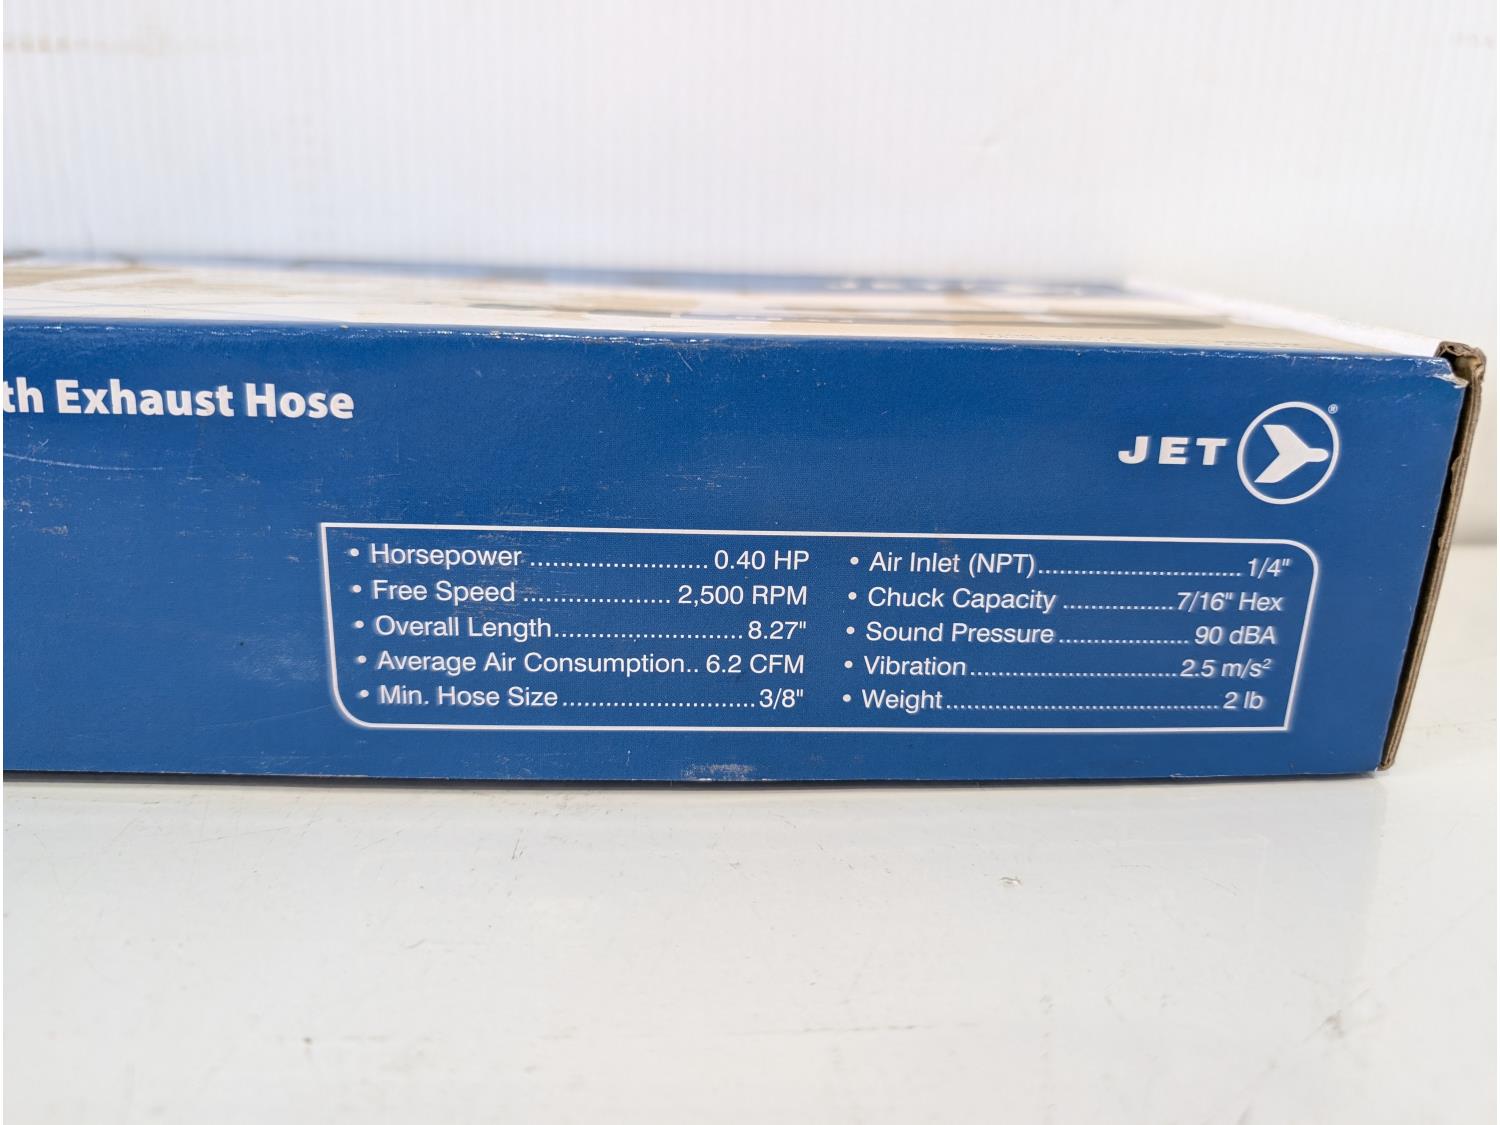 th Exhaust Hose
JET ®
• Horsepower ........................ 0.40 HP
• Free Speed .................... 2,500 RPM
• Overall Length......................... 8.27"
• Average Air Consumption.. 6.2 CFM
• Min. Hose Size .......................... 3/8"
• Air Inlet (NPT)............................. 1/4"
• Chuck Capacity ................7/16" Hex
• Sound Pressure ................... 90 dBA
• Vibration ............................ 2.5 m/s²
• Weight ..................................... 2 lb